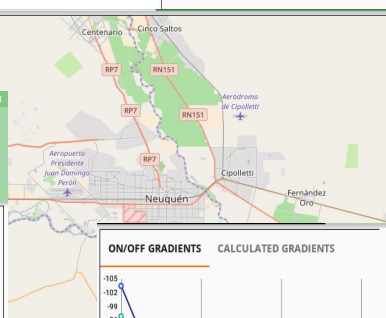 Centenario
Cinco Saltos
RP7
RN151
Aeródromo
de Cipolletti
RP7
RN151
Aeropuerto
Presidente
Juan Domingo
Perón
RP7
Cipolletti
Neuquén
Fernández
Oro
ON/OFF GRADIENTS CALCULATED GRADIENTS
-105
-102
-99